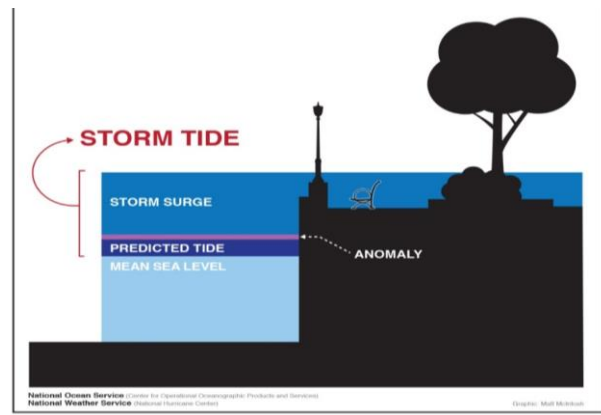 STORM TIDE
STORM SURGE
PREDICTED TIDE
ANOMALY
MEAN SEA LEVEL
National Ocean Service (Center for Operational Oceanographic Products and Services)
National Weather Service (National Hurricane Center)
Graphic: Matt McIntosh